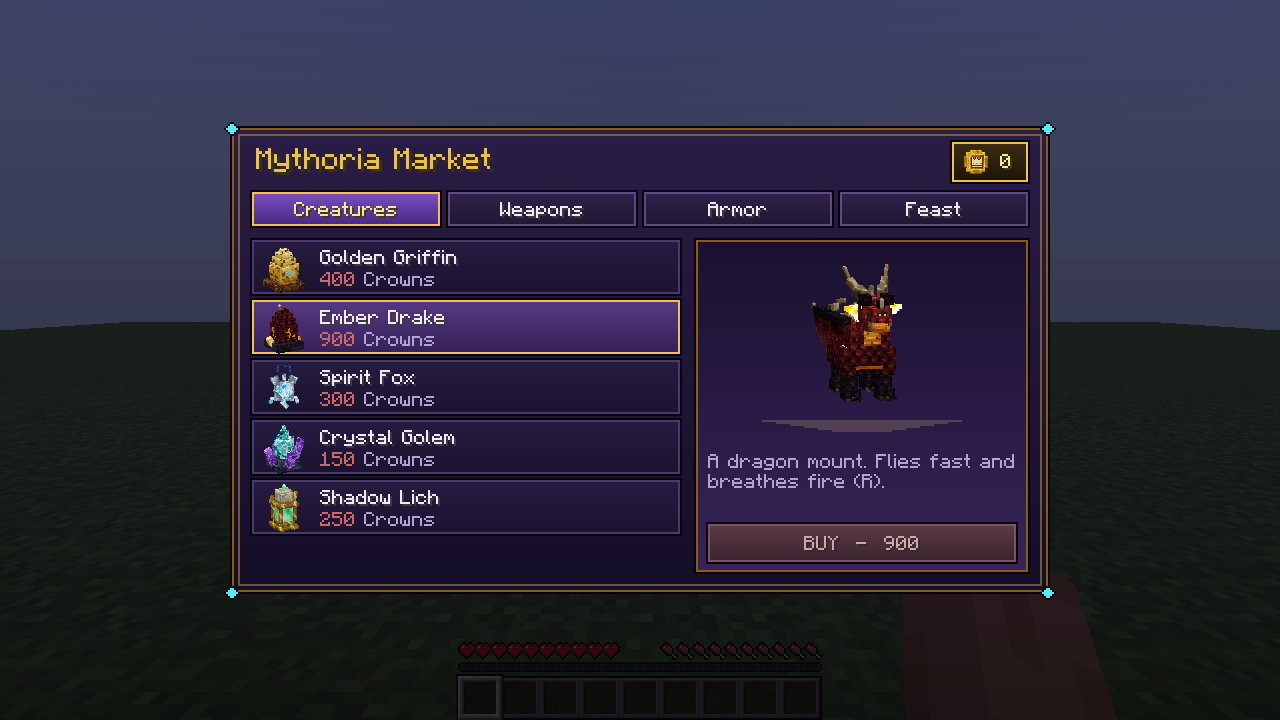 Mythoria Market
0
Creatures
Weapons
Armor
Feast
Golden Griffin
400 Crowns
Ember Drake
900 Crowns
Spirit Fox
300 Crowns
Crystal Golem
150 Crowns
Shadow Lich
250 Crowns
A dragon mount. Flies fast and
breathes fire (R).
BUY - 900